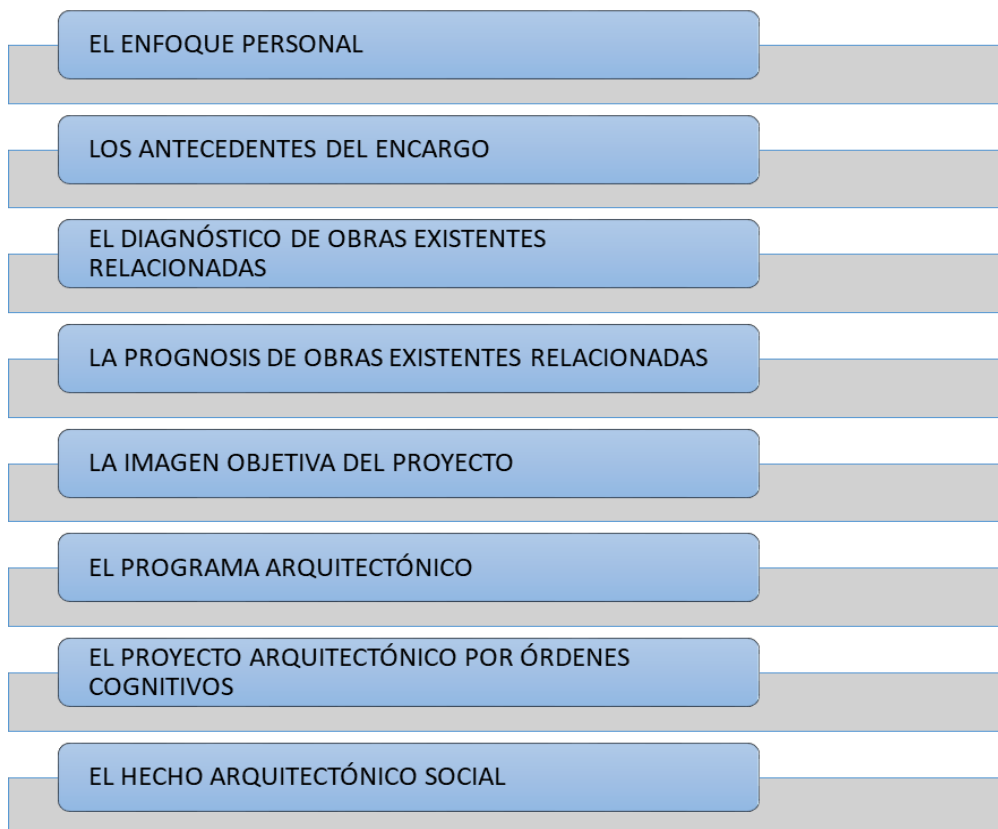 EL ENFOQUE PERSONAL
LOS ANTECEDENTES DEL ENCARGO
EL DIAGNÓSTICO DE OBRAS EXISTENTES
RELACIONADAS
LA PROGNOSIS DE OBRAS EXISTENTES RELACIONADAS
LA IMAGEN OBJETIVA DEL PROYECTO
EL PROGRAMA ARQUITECTÓNICO
EL PROYECTO ARQUITECTÓNICO POR ÓRDENES
COGNITIVOS
EL HECHO ARQUITECTÓNICO SOCIAL